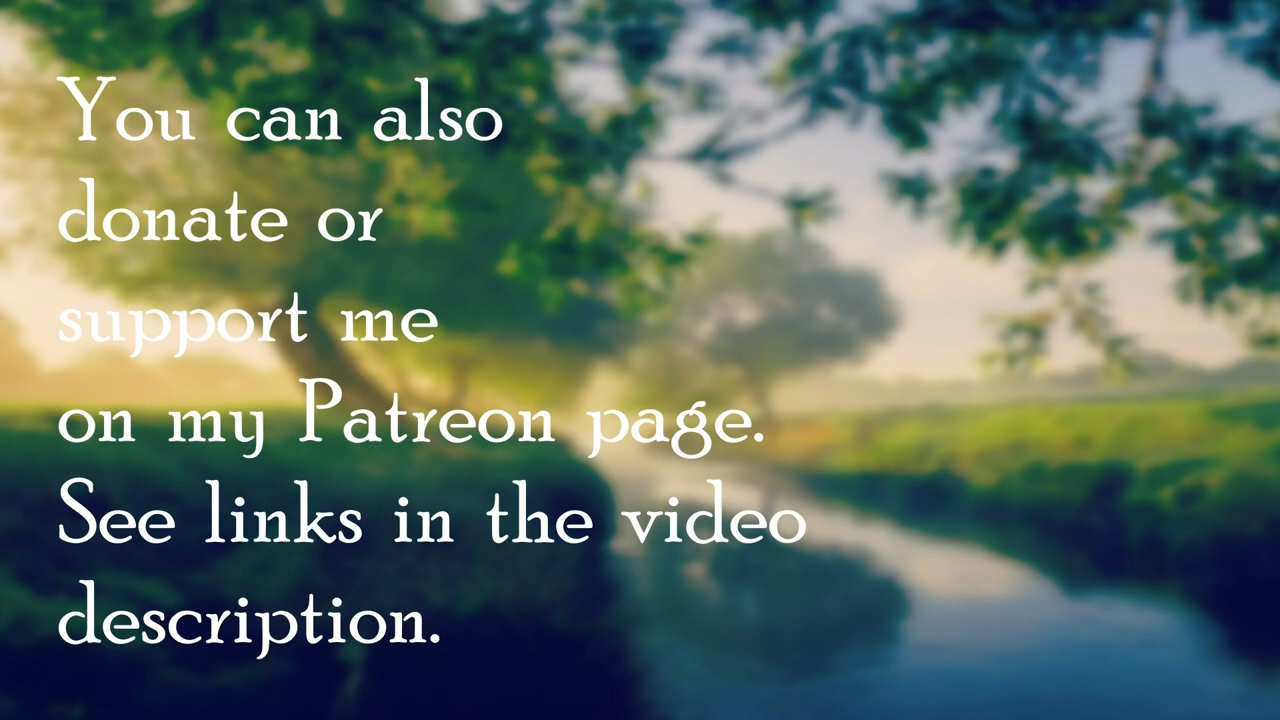 You can also
donate or
support me
on my Patreon page.
See links in the video
description.